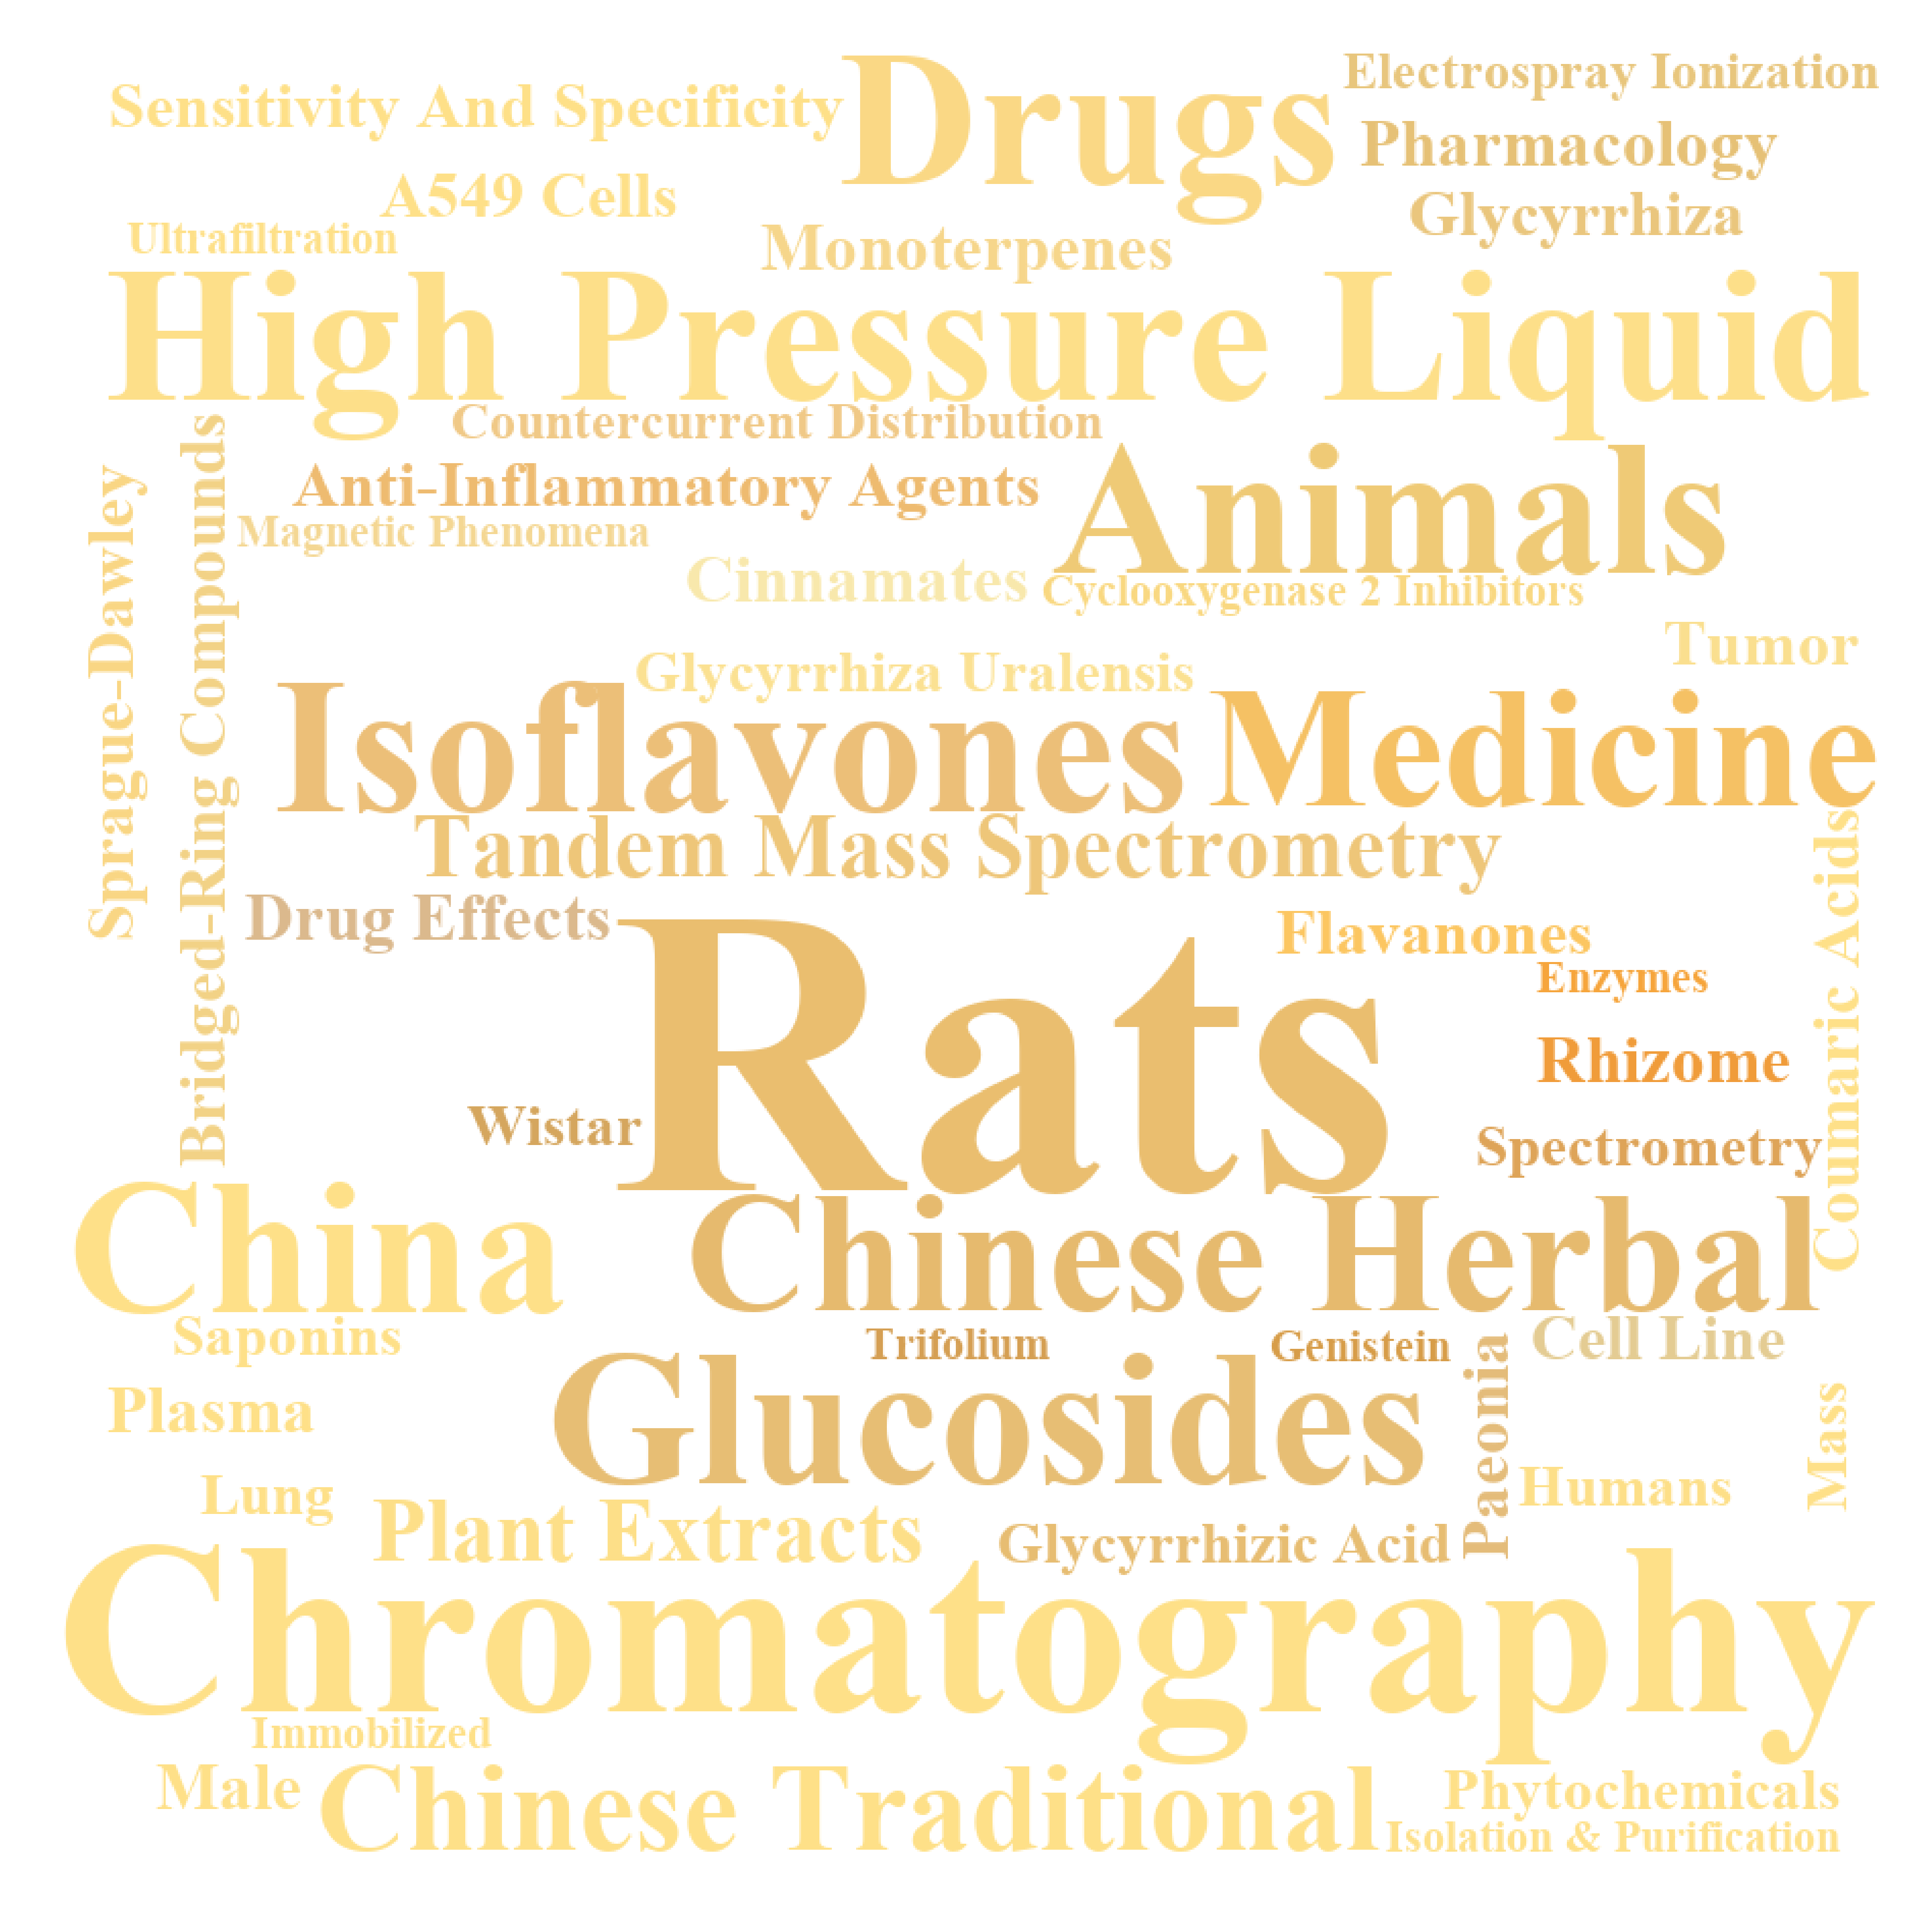 Drugs
Electrospray Ionization
Sensitivity And Specificity
Pharmacology
A549 Cells
Glycyrrhiza
Ultrafiltration
Monoterpenes
High Pressure Liquid
Countercurrent Distribution
Anti-Inflammatory Agents
Animals
Magnetic Phenomena
Cinnamates
Cyclooxygenase 2 Inhibitors
Sprague-Dawley
Bridged-Ring Compounds
Glycyrrhiza Uralensis
Tumor
Isoflavones
Medicine
Tandem Mass Spectrometry
Drug Effects
Flavanones
Enzymes
Coumaric Acids
Rats
Rhizome
Wistar
Spectrometry
China
Chinese Herbal
Saponins
Trifolium
Genistein
Cell Line
Plasma
Glucosides
Paeonia
Mass
Lung
Humans
Plant Extracts
Glycyrrhizic Acid
Chromatography
Immobilized
Male
Chinese Traditional
Phytochemicals
Isolation & Purification